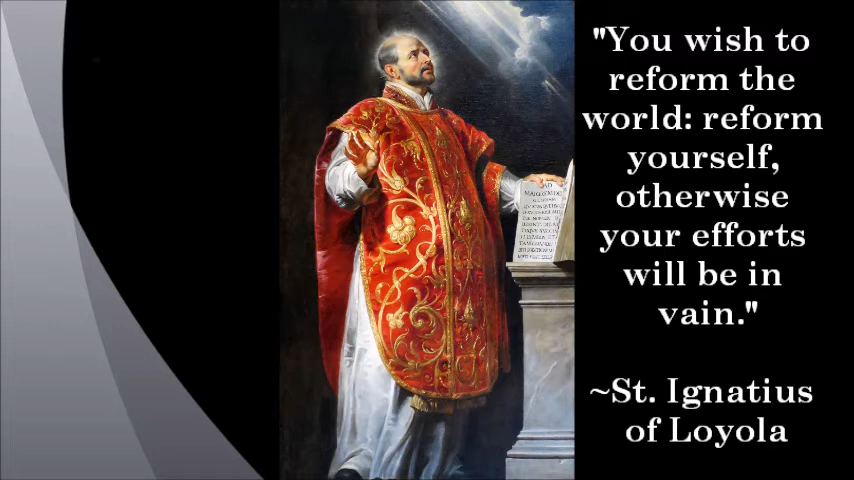 "You wish to
reform the
world: reform
yourself,
otherwise
your efforts
will be in
vain."
~St. Ignatius
of Loyola
AD